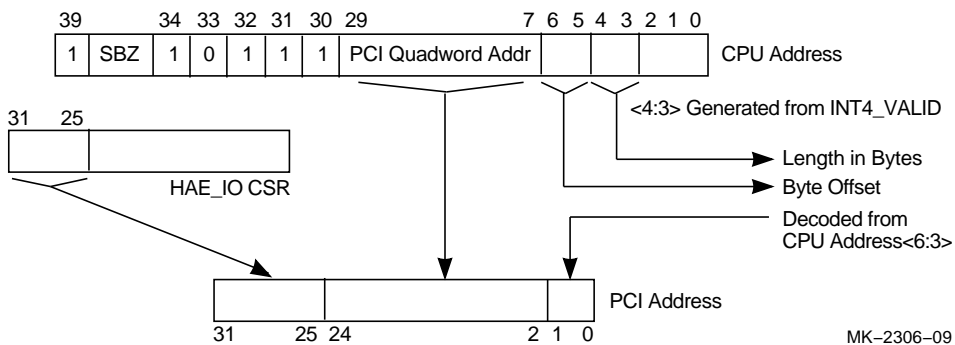 39 34 33 32 31 30 29 7 6 5 4 3 2 1 0
1 SBZ 1 0 1 1 1 PCI Quadword Addr CPU Address
<4:3> Generated from INT4_VALID
31 25
Length in Bytes
HAE_IO CSR
Byte Offset
Decoded from
CPU Address<6:3>
PCI Address
31 25 24 2 1 0
MK–2306–09